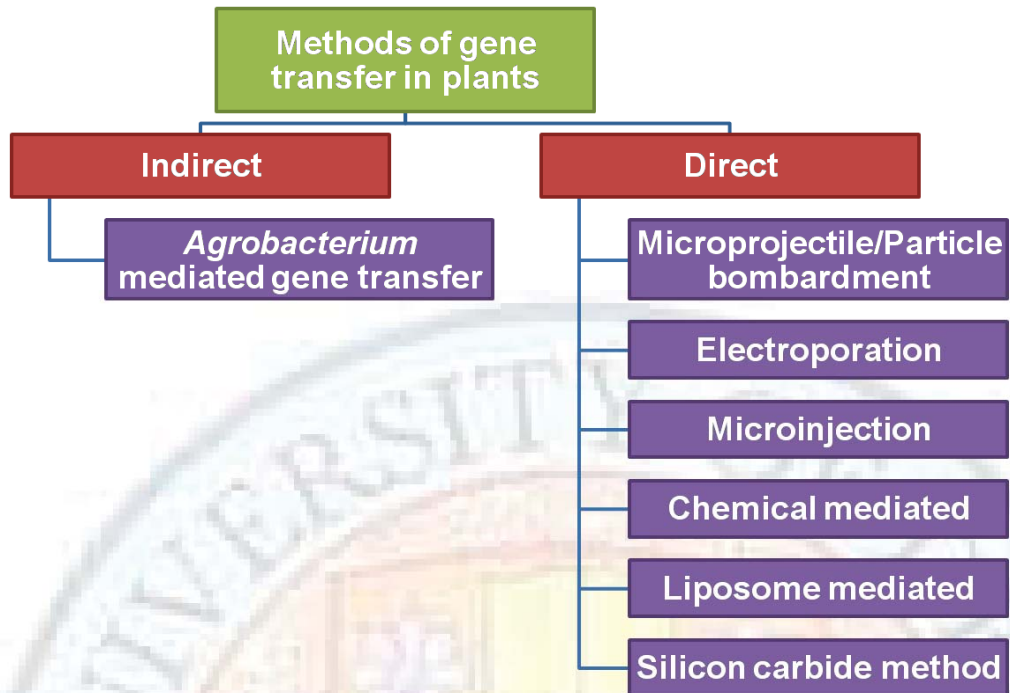 Methods of gene
transfer in plants
Indirect
Direct
Agrobacterium
mediated gene transfer
Microprojectile/Particle
bombardment
Electroporation
Microinjection
Chemical mediated
Liposome mediated
Silicon carbide method
UNIVERSITY